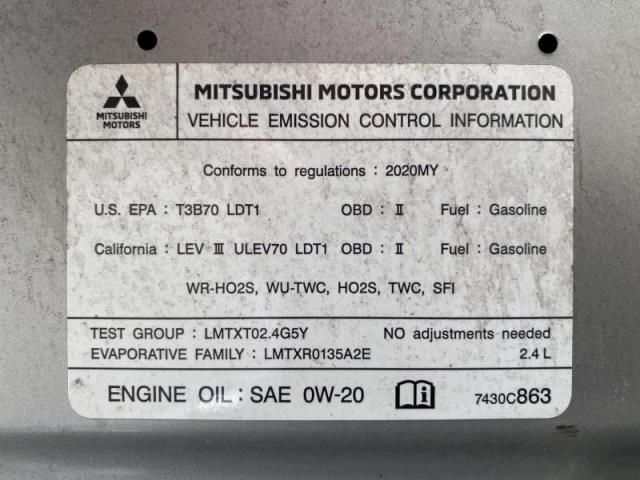 MITSUBISHI MOTORS
MITSUBISHI MOTORS CORPORATION
VEHICLE EMISSION CONTROL INFORMATION
Conforms to regulations : 2020MY
U.S. EPA : T3B70 LDT1 OBD : Ⅱ Fuel : Gasoline
California : LEV Ⅲ ULEV70 LDT1 OBD : Ⅱ Fuel : Gasoline
WR-HO2S, WU-TWC, HO2S, TWC, SFI
TEST GROUP : LMTXT02.4G5Y NO adjustments needed
EVAPORATIVE FAMILY : LMTXR0135A2E 2.4 L
ENGINE OIL : SAE 0W-20 7430C863